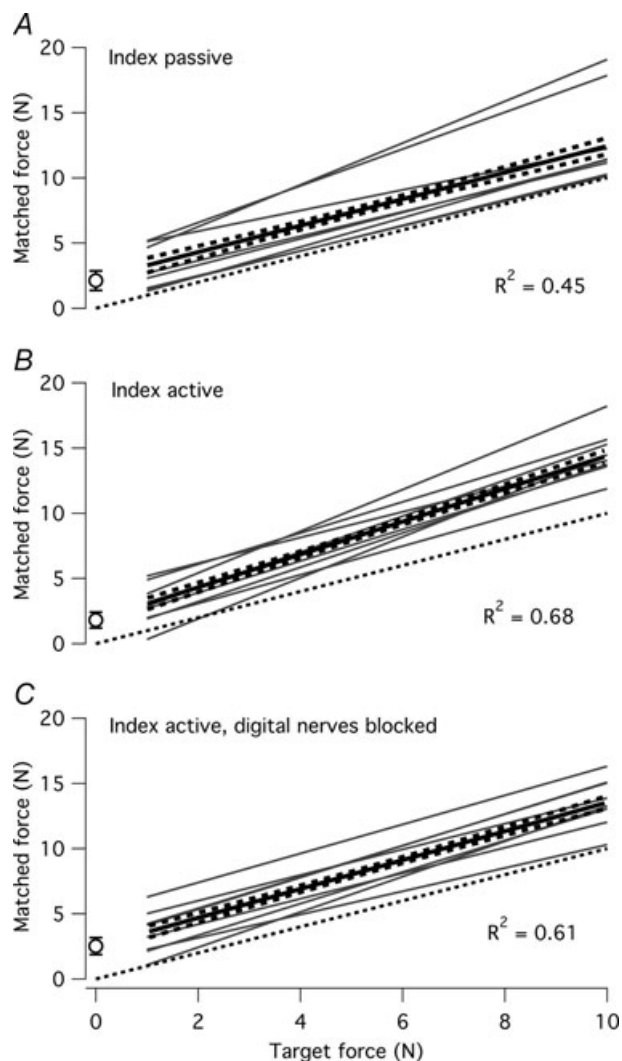 A
20
Index passive
15
Matched force (N)
10
5
0
R² = 0.45
B
20
Index active
15
Matched force (N)
10
5
0
R² = 0.68
C
20
Index active, digital nerves blocked
15
Matched force (N)
10
5
0
R² = 0.61
0 2 4 6 8 10
Target force (N)